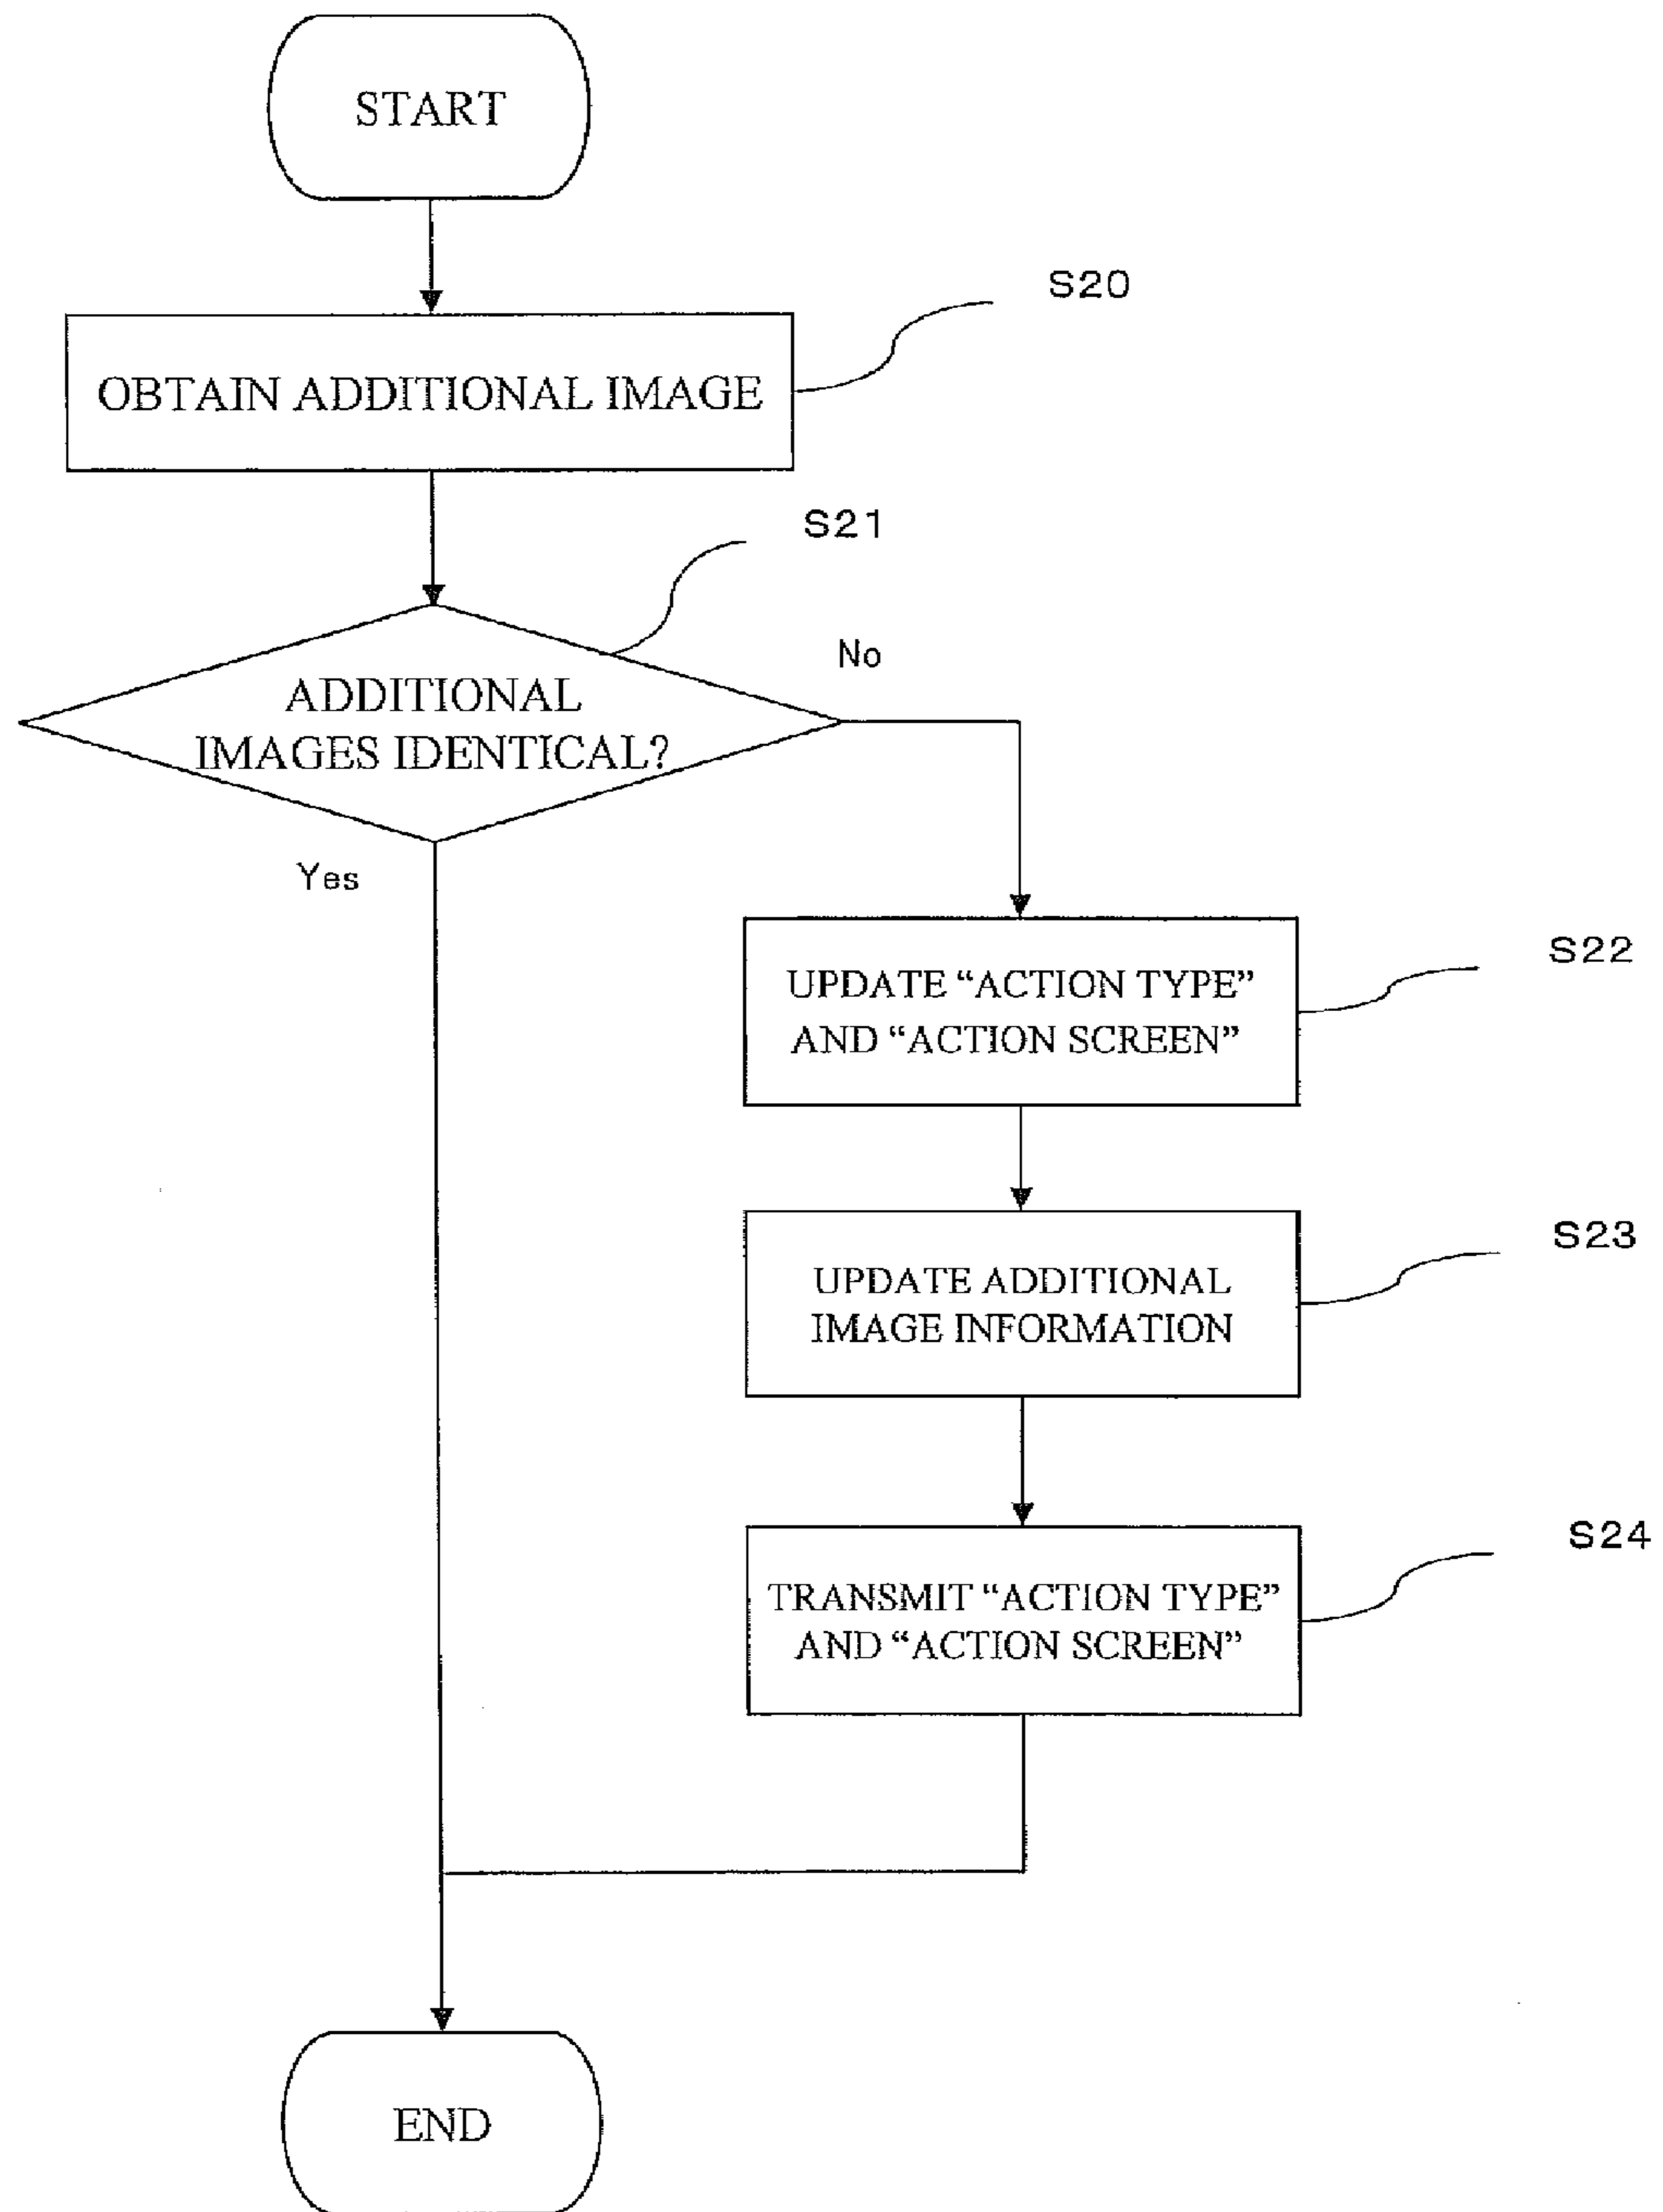 START
S20
OBTAIN ADDITIONAL IMAGE
S21
No
ADDITIONAL
IMAGES IDENTICAL?
Yes
S22
UPDATE “ACTION TYPE”
AND “ACTION SCREEN”
S23
UPDATE ADDITIONAL
IMAGE INFORMATION
S24
TRANSMIT “ACTION TYPE”
AND “ACTION SCREEN”
END